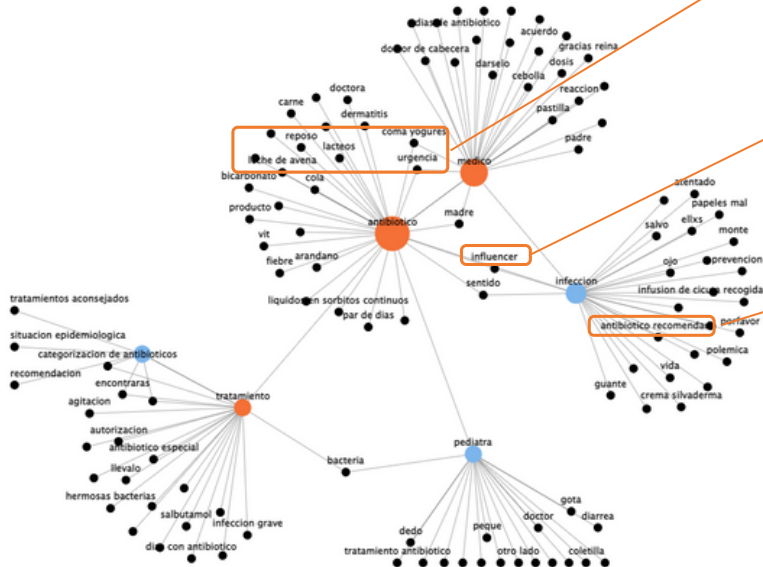 dias de antibiotico
acuerdo
doctor de cabecera
gracias reina
darselo
dosis
cebolla
reaccion
pastilla
padre
medico
doctora
carne
dermatitis
coma yogures
reposo
lacteos
urgencia
leche de avena
bicarbonato
cola
producto
antibiotico
madre
vit
fiebre
arandano
influencer
sentido
liquidos en sorbitos continuos
par de dias
atentado
papeles mal
salvo
ellxs
monte
ojo
prevencion
infeccion
infusion de cicuta recogida
antibiotico recomendar
porfavor
polemica
vida
guante
crema silvaderma
tratamientos aconsejados
situacion epidemiologica
categorizacion de antibioticos
recomendacion
encontraras
agitacion
tratamiento
autorizacion
antibiotico especial
llevalo
hermosas bacterias
salbutamol
infeccion grave
dias con antibiotico
bacteria
pediatra
gota
dedo
peque
doctor
diarrea
tratamiento antibiotico
otro lado
coletilla